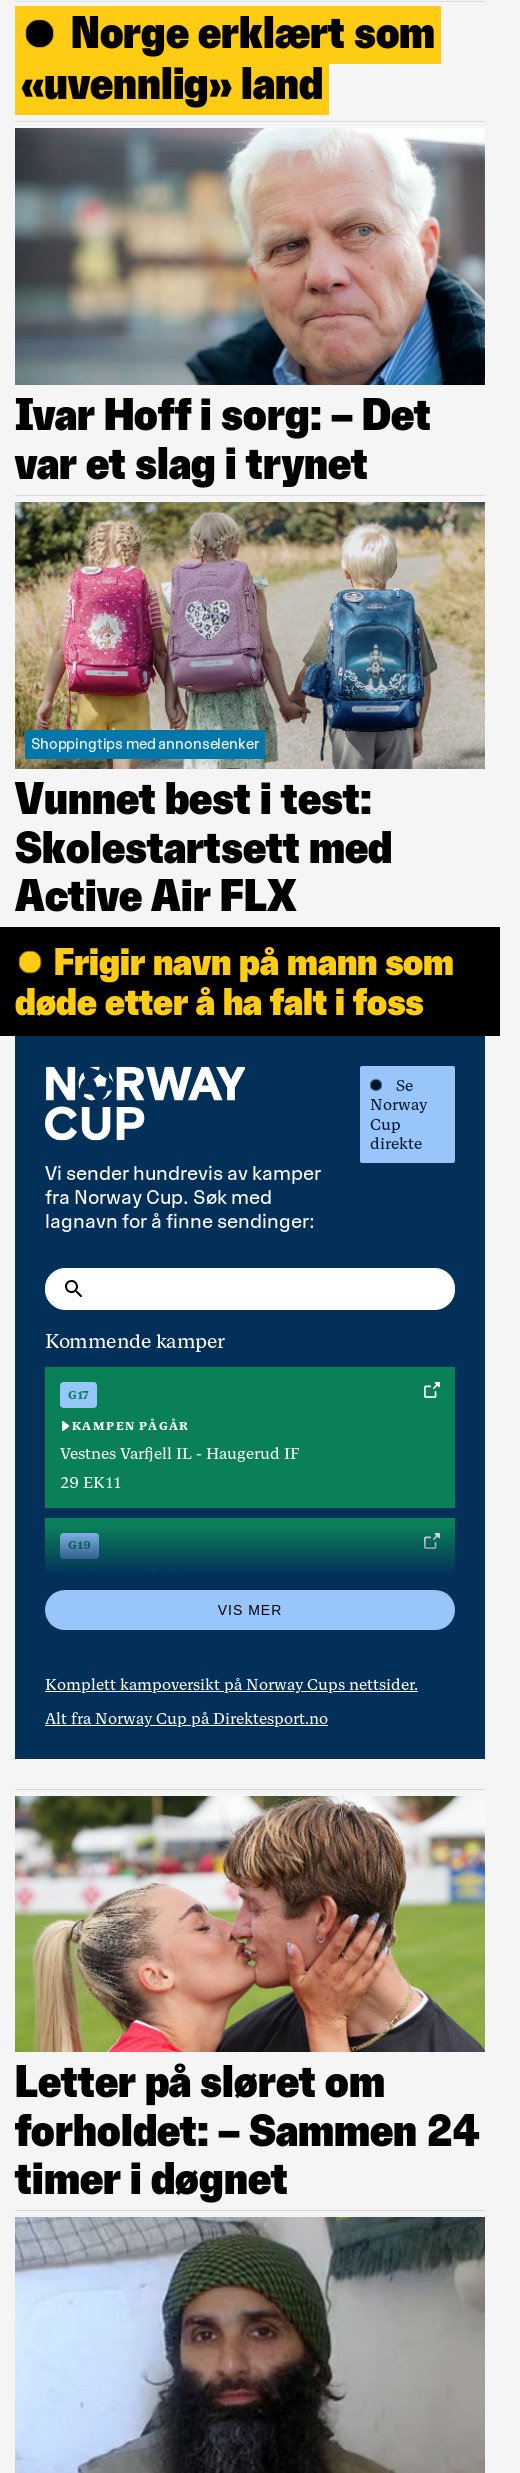 Norge erklært som
«uvennlig» land
Ivar Hoff i sorg: – Det
var et slag i trynet
Shoppingtips med annonselenker
Vunnet best i test:
Skolestartsett med
Active Air FLX
Frigir navn på mann som
døde etter å ha falt i foss
NORWAY
CUP
Se
Norway
Cup
direkte
Vi sender hundrevis av kamper
fra Norway Cup. Søk med
lagnavn for å finne sendinger:
Kommende kamper
G17
KAMPEN PÅGÅR
Vestnes Varfjell IL - Haugerud IF
29 EK11
G19
VIS MER
Komplett kampoversikt på Norway Cups nettsider.
Alt fra Norway Cup på Direktesport.no
Letter på sløret om
forholdet: – Sammen 24
timer i døgnet